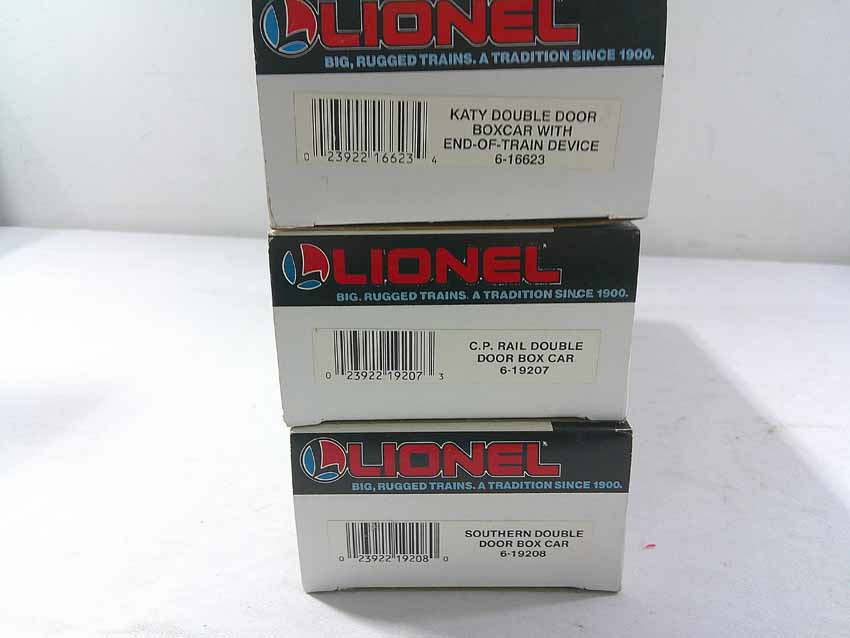 LIONEL
BIG, RUGGED TRAINS. A TRADITION SINCE 1900.
KATY DOUBLE DOOR
BOXCAR WITH
END-OF-TRAIN DEVICE
6-16623
0 23922 16623 4
LIONEL
BIG, RUGGED TRAINS. A TRADITION SINCE 1900.
C.P. RAIL DOUBLE
DOOR BOX CAR
6-19207
0 23922 19207 3
LIONEL
BIG, RUGGED TRAINS. A TRADITION SINCE 1900.
SOUTHERN DOUBLE
DOOR BOX CAR
6-19208
0 23922 19208 0